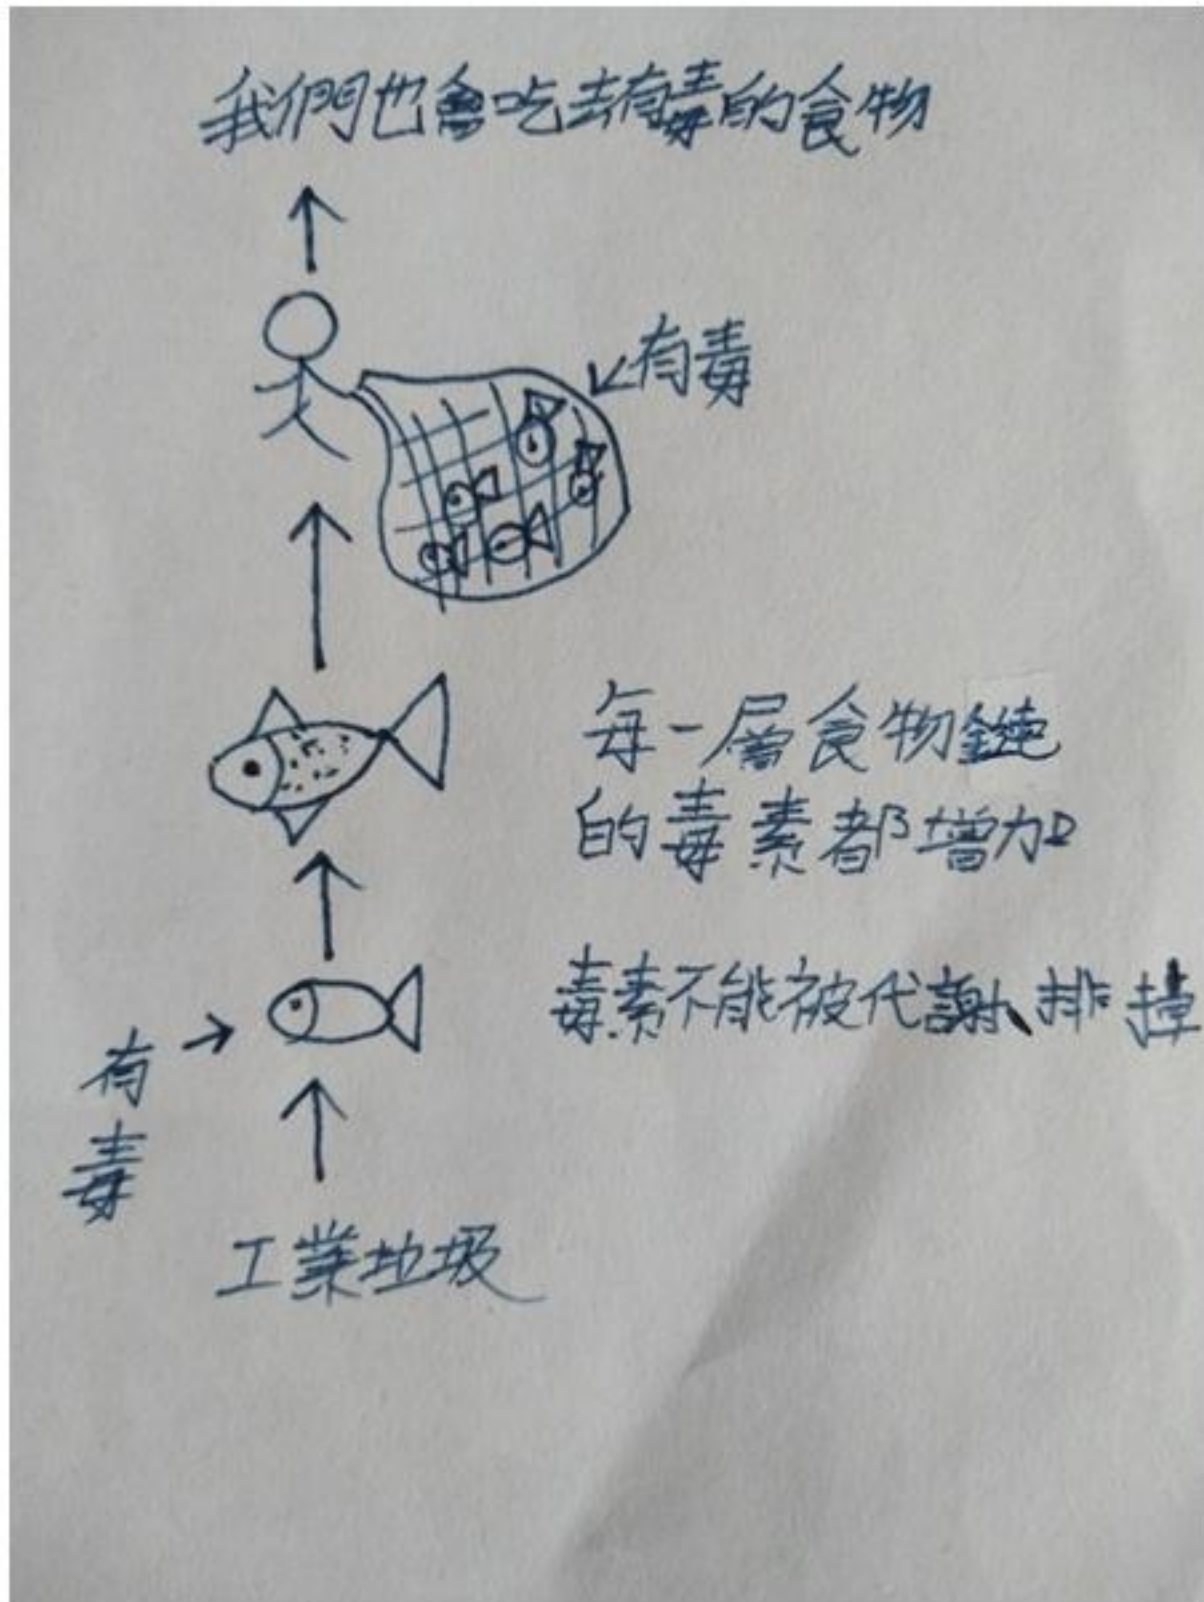 我們也會吃去有毒的食物
有毒
每一層食物鏈
的毒素都增加
毒素不能被代謝、排掉
有毒
工業垃圾